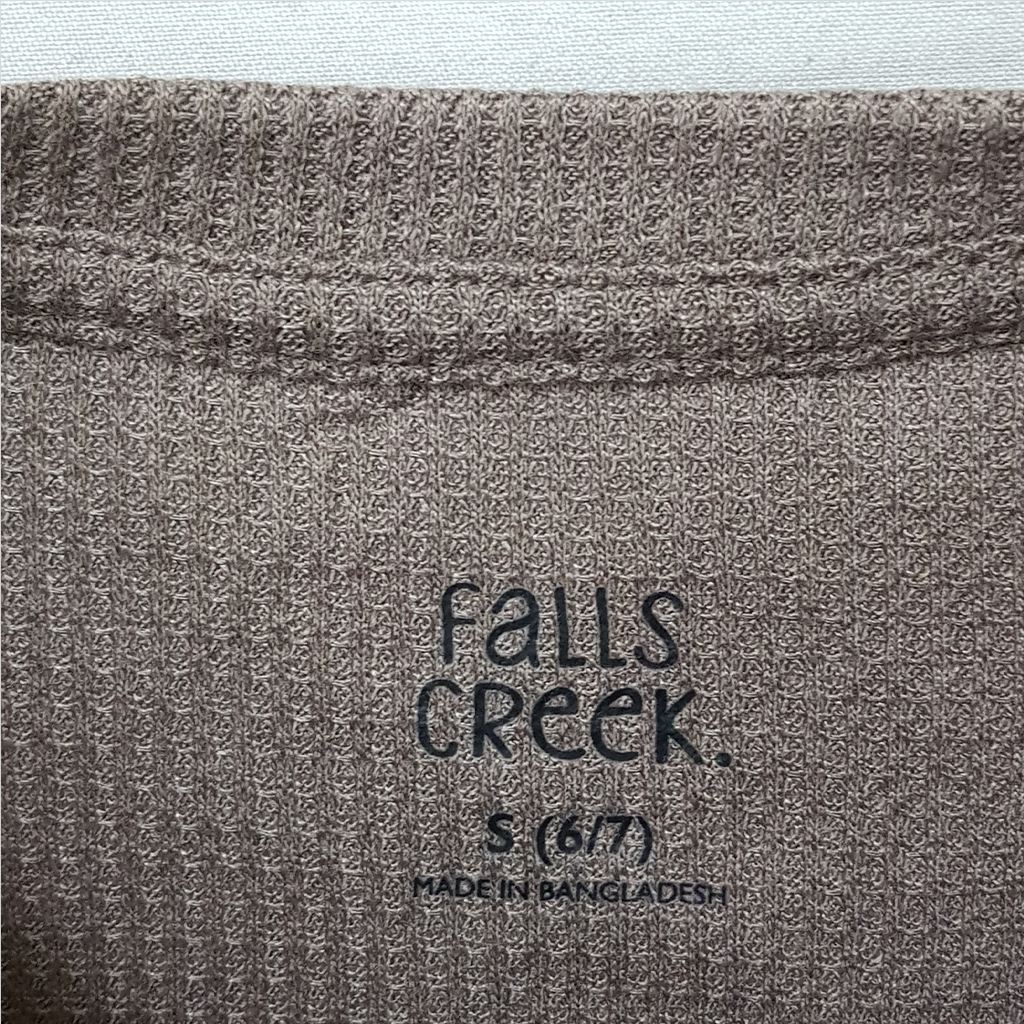 Falls
Creek.
S (6/7)
MADE IN BANGLADESH